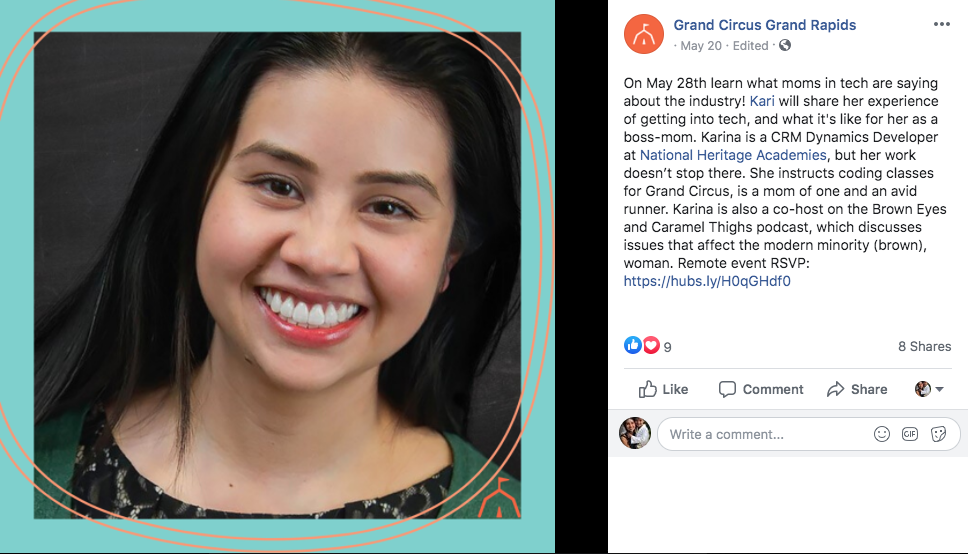 Grand Circus Grand Rapids
· May 20 · Edited ·
On May 28th learn what moms in tech are saying
about the industry! Kari will share her experience
of getting into tech, and what it's like for her as a
boss-mom. Karina is a CRM Dynamics Developer
at National Heritage Academies, but her work
doesn’t stop there. She instructs coding classes
for Grand Circus, is a mom of one and an avid
runner. Karina is also a co-host on the Brown Eyes
and Caramel Thighs podcast, which discusses
issues that affect the modern minority (brown),
woman. Remote event RSVP:
https://hubs.ly/H0qGHdf0
9 8 Shares
Like Comment Share
Write a comment... GIF